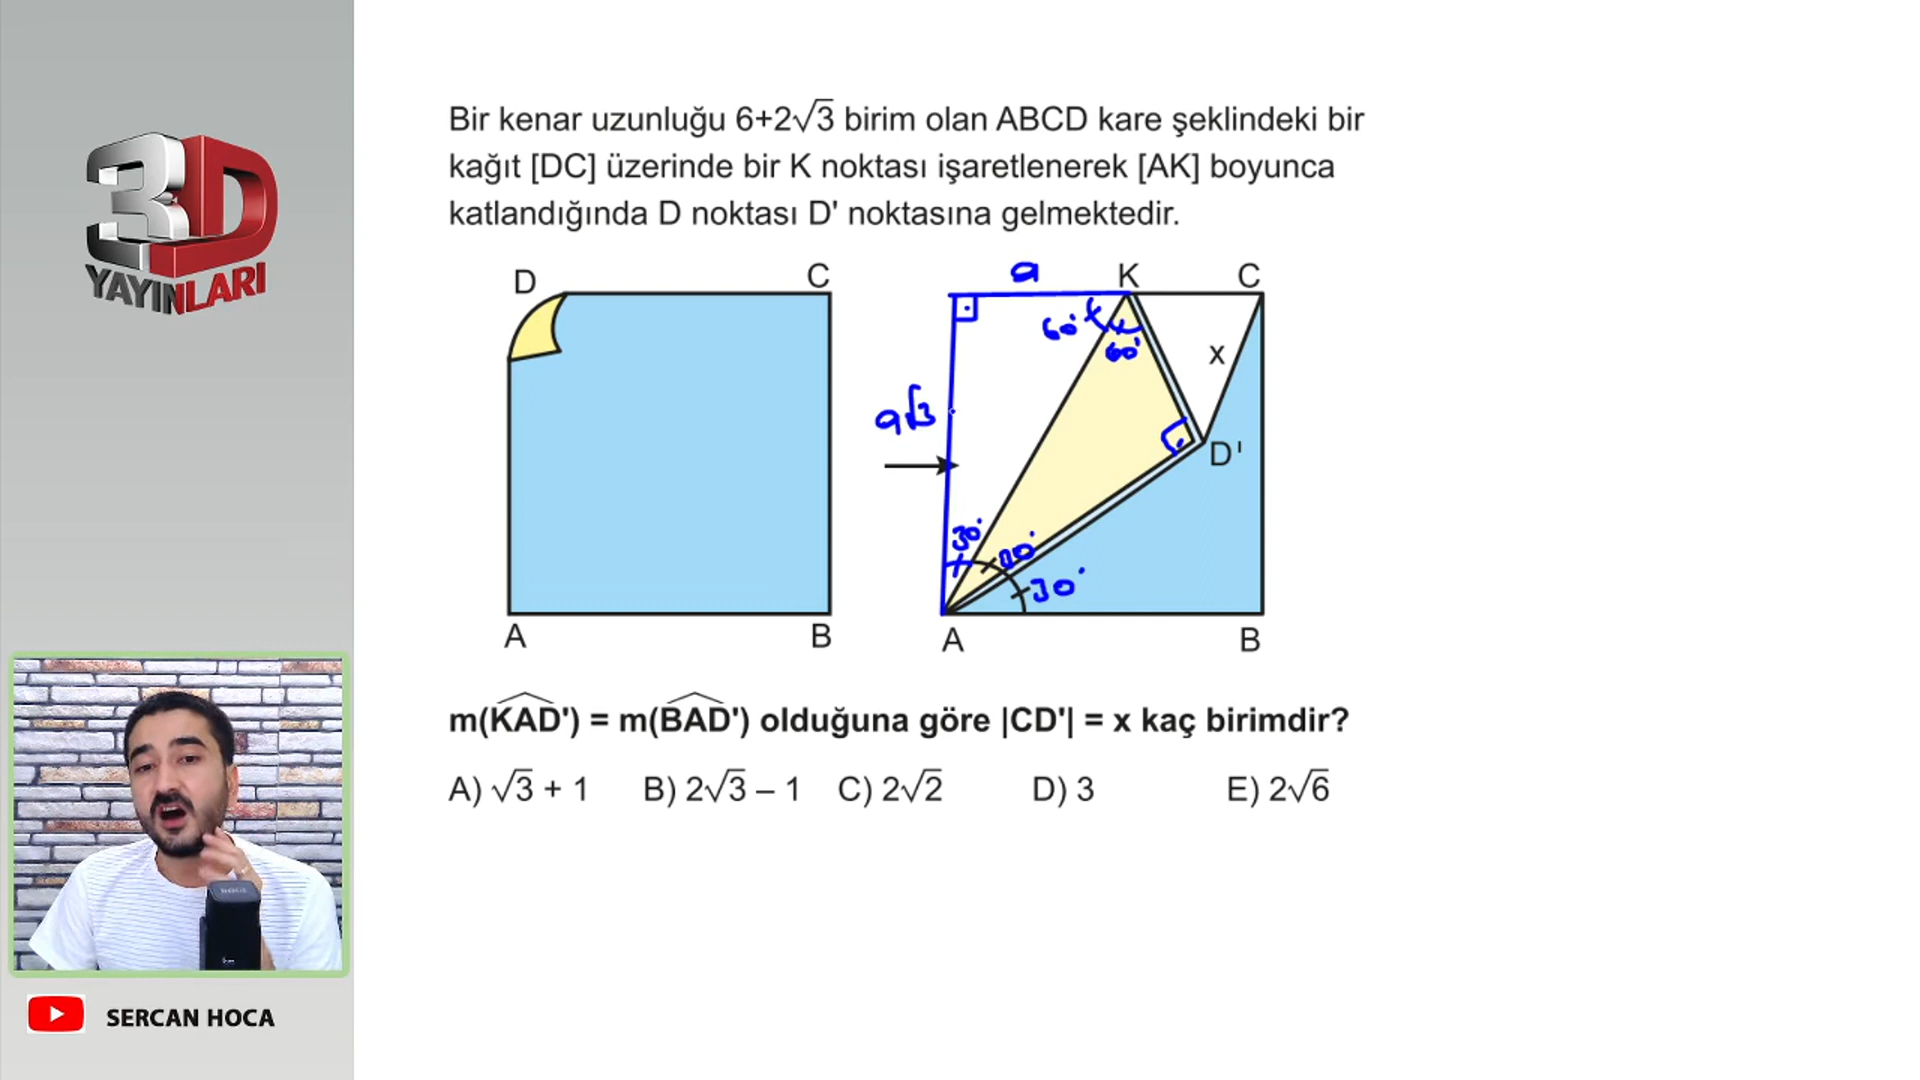 3D
YAYINLARI
Bir kenar uzunluğu 6+2√3 birim olan ABCD kare şeklindeki bir
kağıt [DC] üzerinde bir K noktası işaretlenerek [AK] boyunca
katlandığında D noktası D' noktasına gelmektedir.
D C
A B
a K C
60°
60°
x
a√3
D'
30°
30°
A B
m(KAD') = m(BAD') olduğuna göre |CD'| = x kaç birimdir?
A) √3 + 1 B) 2√3 – 1 C) 2√2 D) 3 E) 2√6
SERCAN HOCA